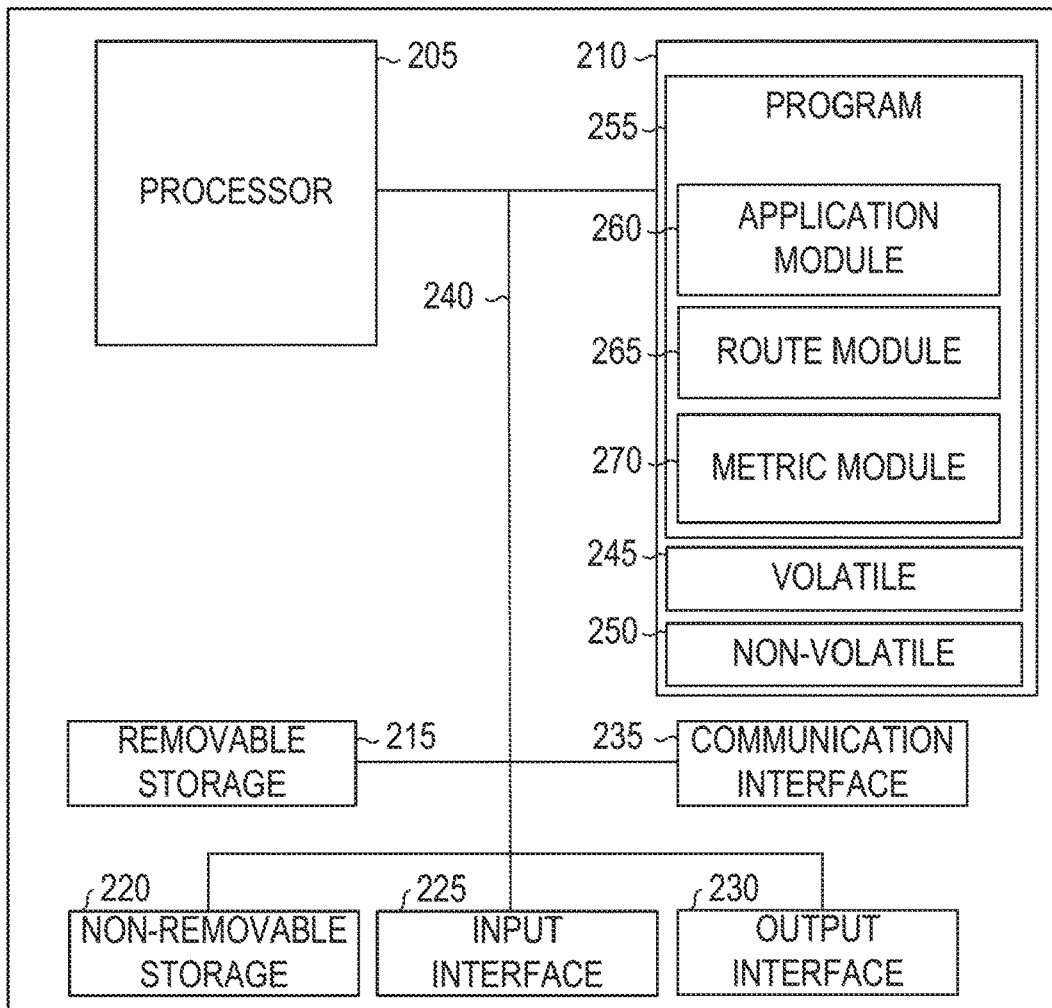 205
PROCESSOR
210
255
PROGRAM
260
APPLICATION
MODULE
240
265
ROUTE MODULE
270
METRIC MODULE
245
VOLATILE
250
NON-VOLATILE
REMOVABLE
STORAGE
215
235
COMMUNICATION
INTERFACE
220
NON-REMOVABLE
STORAGE
225
INPUT
INTERFACE
230
OUTPUT
INTERFACE